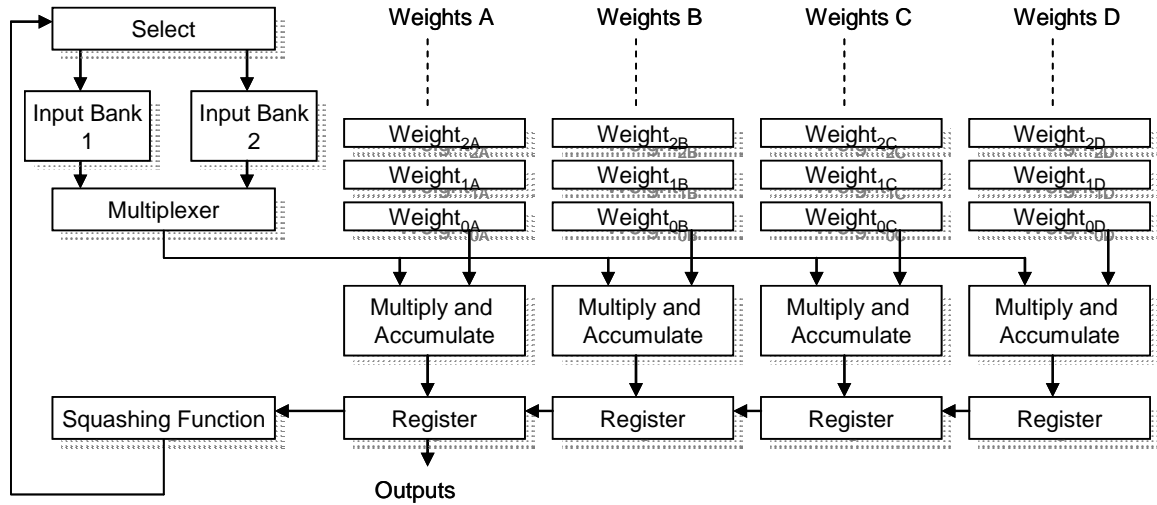 Select
Weights A
Weights B
Weights C
Weights D
Input Bank
1
Input Bank
2
Weight2A
Weight2B
Weight2C
Weight2D
Weight1A
Weight1B
Weight1C
Weight1D
Multiplexer
Weight0A
Weight0B
Weight0C
Weight0D
Multiply and
Accumulate
Multiply and
Accumulate
Multiply and
Accumulate
Multiply and
Accumulate
Squashing Function
Register
Register
Register
Register
Outputs